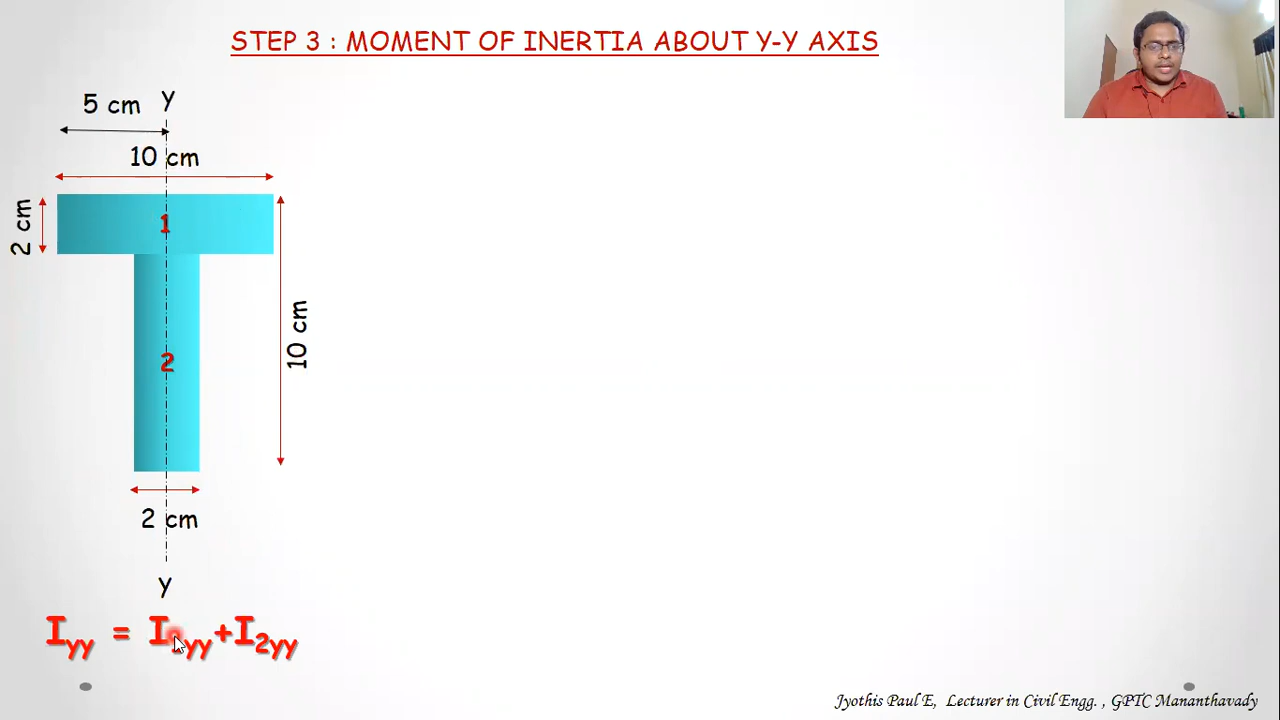 STEP 3 : MOMENT OF INERTIA ABOUT Y-Y AXIS
5 cm
y
10 cm
2 cm
1
10 cm
2
2 cm
y
Iyy = I1yy+I2yy
Jyothis Paul E, Lecturer in Civil Engg. , GPTC Mananthavady